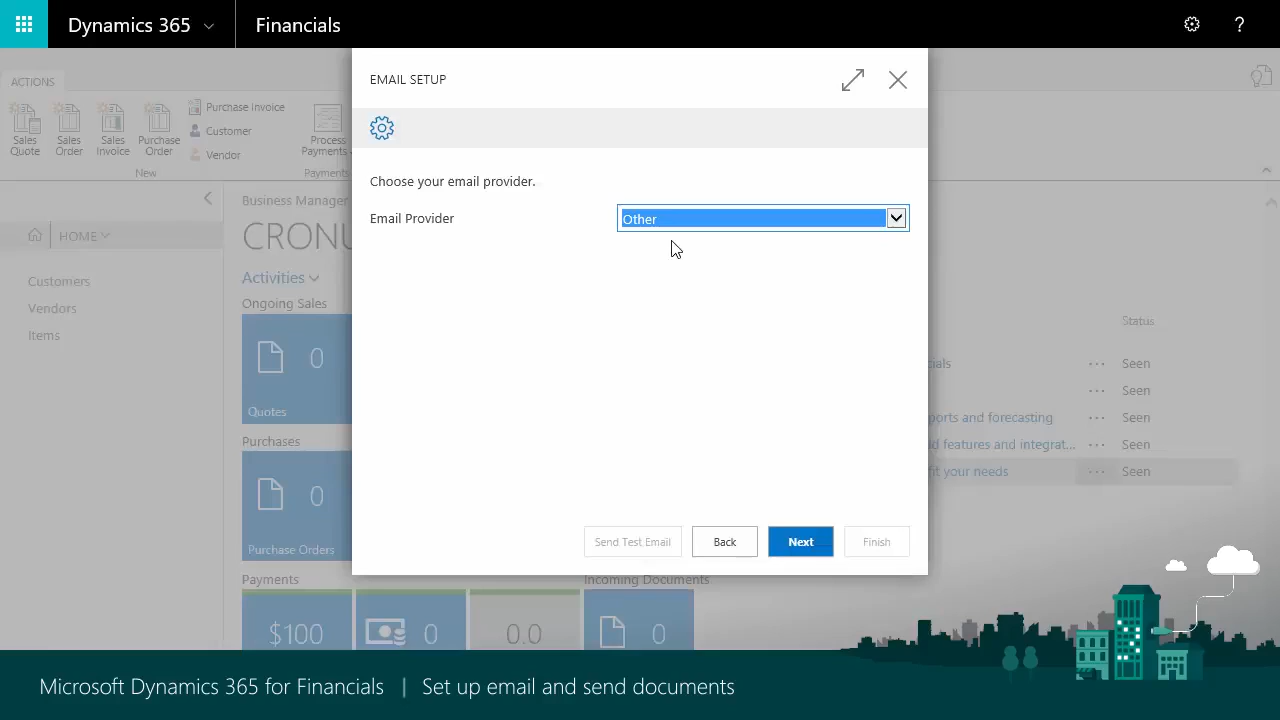 Dynamics 365
Financials
?
EMAIL SETUP
ACTIONS
Sales Quote
Sales Order
Sales Invoice
Purchase Order
Purchase Invoice
Customer
Vendor
New
Process Payments
Payments
Choose your email provider.
Email Provider
Other
Business Manager
HOME
CRONU
Customers
Vendors
Items
Activities
Ongoing Sales
0
Quotes
Purchases
0
Purchase Orders
Payments
Incoming Documents
$100
0
0.0
0
Status
cials
... Seen
... Seen
ports and forecasting ... Seen
d features and integrat... ... Seen
fit your needs ... Seen
Send Test Email
Back
Next
Finish
Microsoft Dynamics 365 for Financials | Set up email and send documents